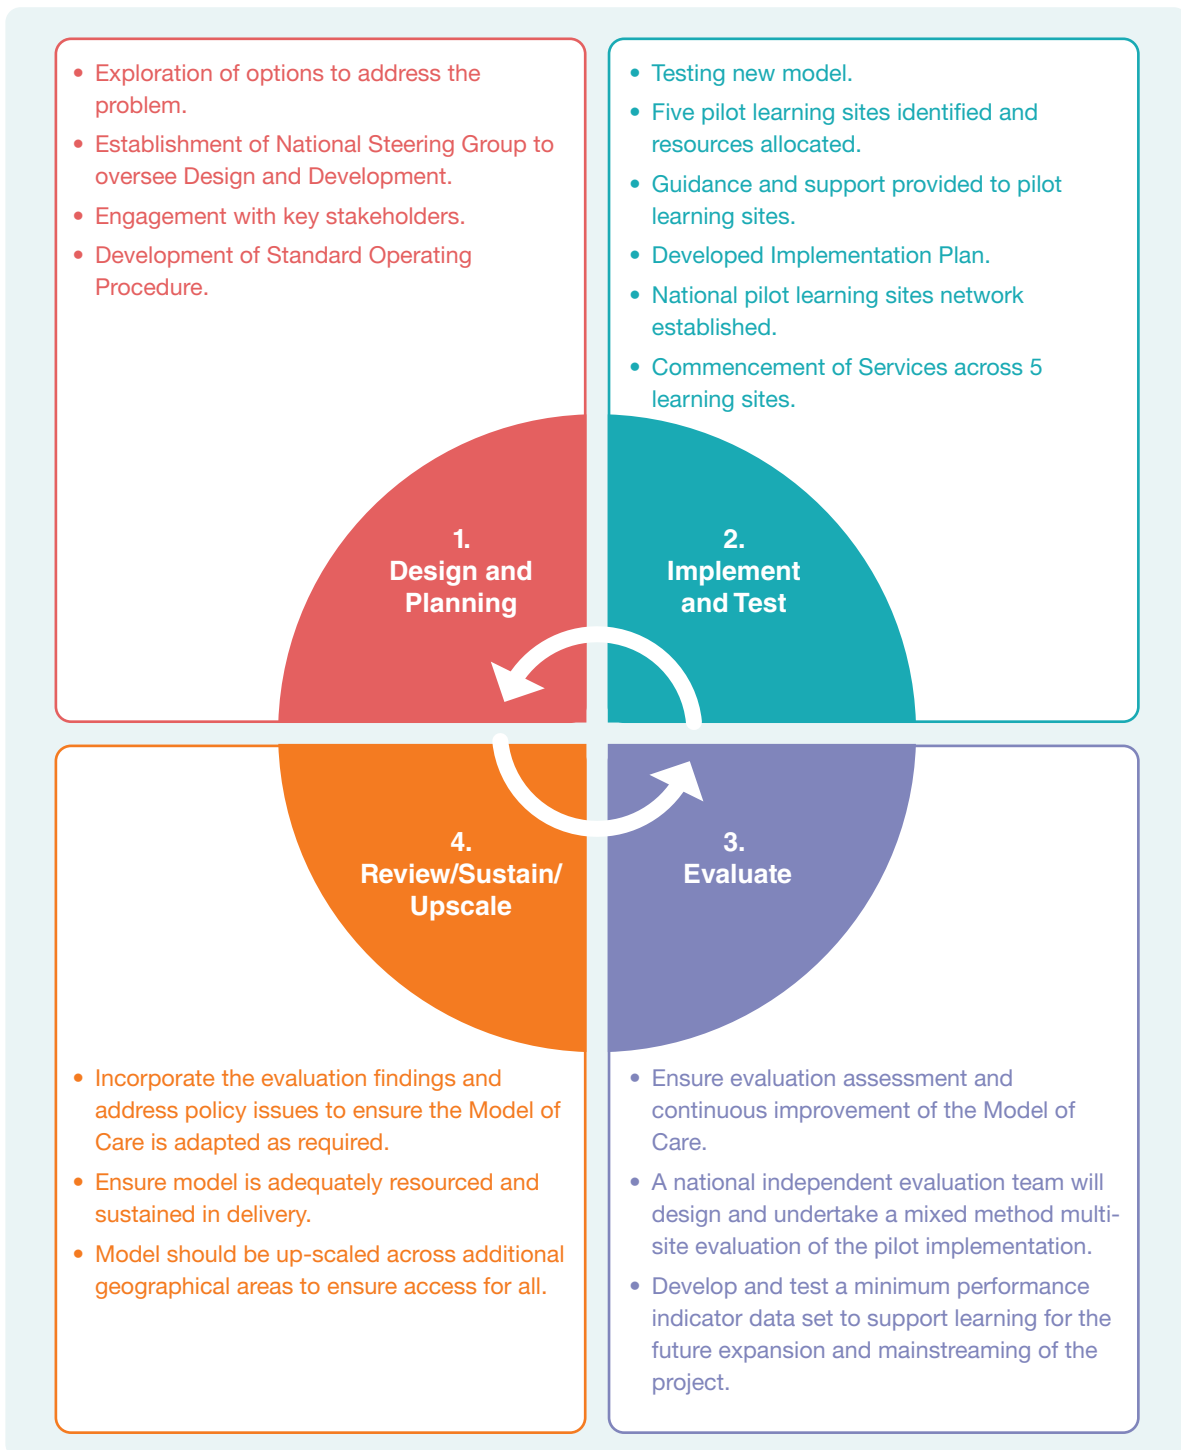 • Exploration of options to address the
problem.
• Establishment of National Steering Group to
oversee Design and Development.
• Engagement with key stakeholders.
• Development of Standard Operating
Procedure.
• Testing new model.
• Five pilot learning sites identified and
resources allocated.
• Guidance and support provided to pilot
learning sites.
• Developed Implementation Plan.
• National pilot learning sites network
established.
• Commencement of Services across 5
learning sites.
1.
Design and
Planning
2.
Implement
and Test
4.
Review/Sustain/
Upscale
3.
Evaluate
• Incorporate the evaluation findings and
address policy issues to ensure the Model of
Care is adapted as required.
• Ensure model is adequately resourced and
sustained in delivery.
• Model should be up-scaled across additional
geographical areas to ensure access for all.
• Ensure evaluation assessment and
continuous improvement of the Model of
Care.
• A national independent evaluation team will
design and undertake a mixed method multi-
site evaluation of the pilot implementation.
• Develop and test a minimum performance
indicator data set to support learning for the
future expansion and mainstreaming of the
project.